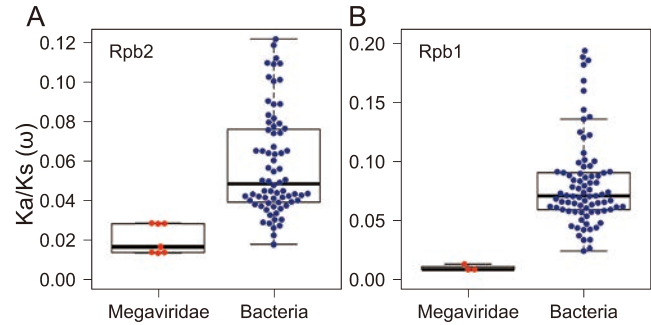 A
B
Rpb2
Rpb1
Ka/Ks (ω)
0.12
0.10
0.08
0.06
0.04
0.02
0.00
0.20
0.15
0.10
0.05
0.00
Megaviridae Bacteria
Megaviridae Bacteria